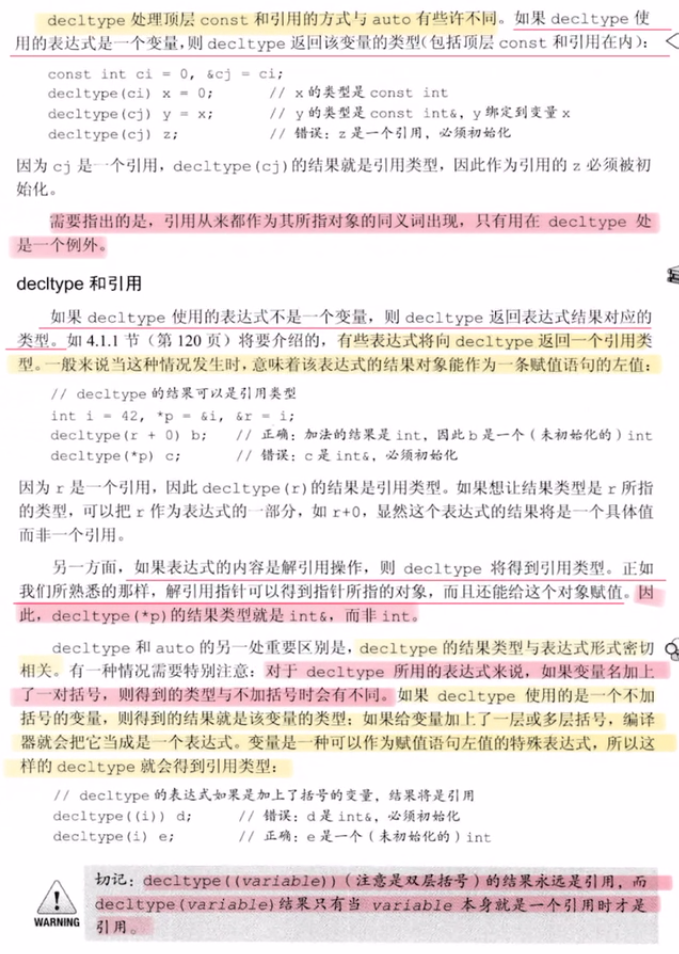 decltype 处理顶层 const 和引用的方式与 auto 有些许不同。如果 decltype 使
用的表达式是一个变量，则 decltype 返回该变量的类型（包括顶层 const 和引用在内）：
const int ci = 0, &cj = ci;
decltype(ci) x = 0; // x 的类型是 const int
decltype(cj) y = x; // y 的类型是 const int&，y 绑定到变量 x
decltype(cj) z; // 错误：z 是一个引用，必须初始化
因为 cj 是一个引用，decltype(cj)的结果就是引用类型，因此作为引用的 z 必须被初
始化。
需要指出的是，引用从来都作为其所指对象的同义词出现，只有用在 decltype 处
是一个例外。
decltype 和引用
如果 decltype 使用的表达式不是一个变量，则 decltype 返回表达式结果对应的
类型。如 4.1.1 节（第 120 页）将要介绍的，有些表达式将向 decltype 返回一个引用类
型。一般来说当这种情况发生时，意味着该表达式的结果对象能作为一条赋值语句的左值：
// decltype 的结果可以是引用类型
int i = 42, *p = &i, &r = i;
decltype(r + 0) b; // 正确：加法的结果是 int，因此 b 是一个（未初始化的）int
decltype(*p) c; // 错误：c 是 int&，必须初始化
因为 r 是一个引用，因此 decltype(r)的结果是引用类型。如果想让结果类型是 r 所指
的类型，可以把 r 作为表达式的一部分，如 r+0，显然这个表达式的结果将是一个具体值
而非一个引用。
另一方面，如果表达式的内容是解引用操作，则 decltype 将得到引用类型。正如
我们所熟悉的那样，解引用指针可以得到指针所指的对象，而且还能给这个对象赋值。因
此，decltype(*p)的结果类型就是 int&，而非 int。
decltype 和 auto 的另一处重要区别是，decltype 的结果类型与表达式形式密切
相关。有一种情况需要特别注意：对于 decltype 所用的表达式来说，如果变量名加上
了一对括号，则得到的类型与不加括号时会有不同。如果 decltype 使用的是一个不加
括号的变量，则得到的结果就是该变量的类型；如果给变量加上了一层或多层括号，编译
器就会把它当成是一个表达式。变量是一种可以作为赋值语句左值的特殊表达式，所以这
样的 decltype 就会得到引用类型：
// decltype 的表达式如果是加上了括号的变量，结果将是引用
decltype((i)) d; // 错误：d 是 int&，必须初始化
decltype(i) e; // 正确：e 是一个（未初始化的）int
切记：decltype((variable))（注意是双层括号）的结果永远是引用，而
decltype(variable)结果只有当 variable 本身就是一个引用时才是
引用。
WARNING